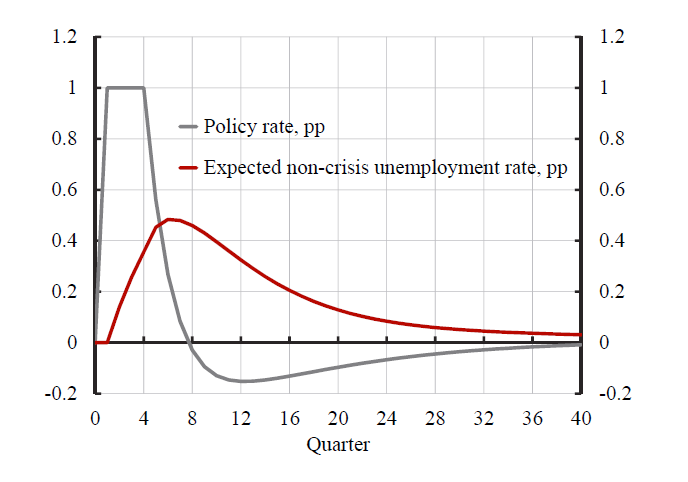 1.2 1.2
1 1
0.8 0.8
Policy rate, pp
Expected non-crisis unemployment rate, pp
0.6 0.6
0.4 0.4
0.2 0.2
0 0
-0.2 -0.2
0 4 8 12 16 20 24 28 32 36 40
Quarter